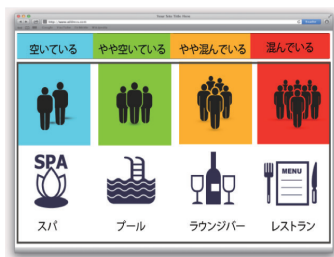 空いている
やや空いている
やや混んでいる
混んでいる
SPA
MENU
スパ
プール
ラウンジバー
レストラン